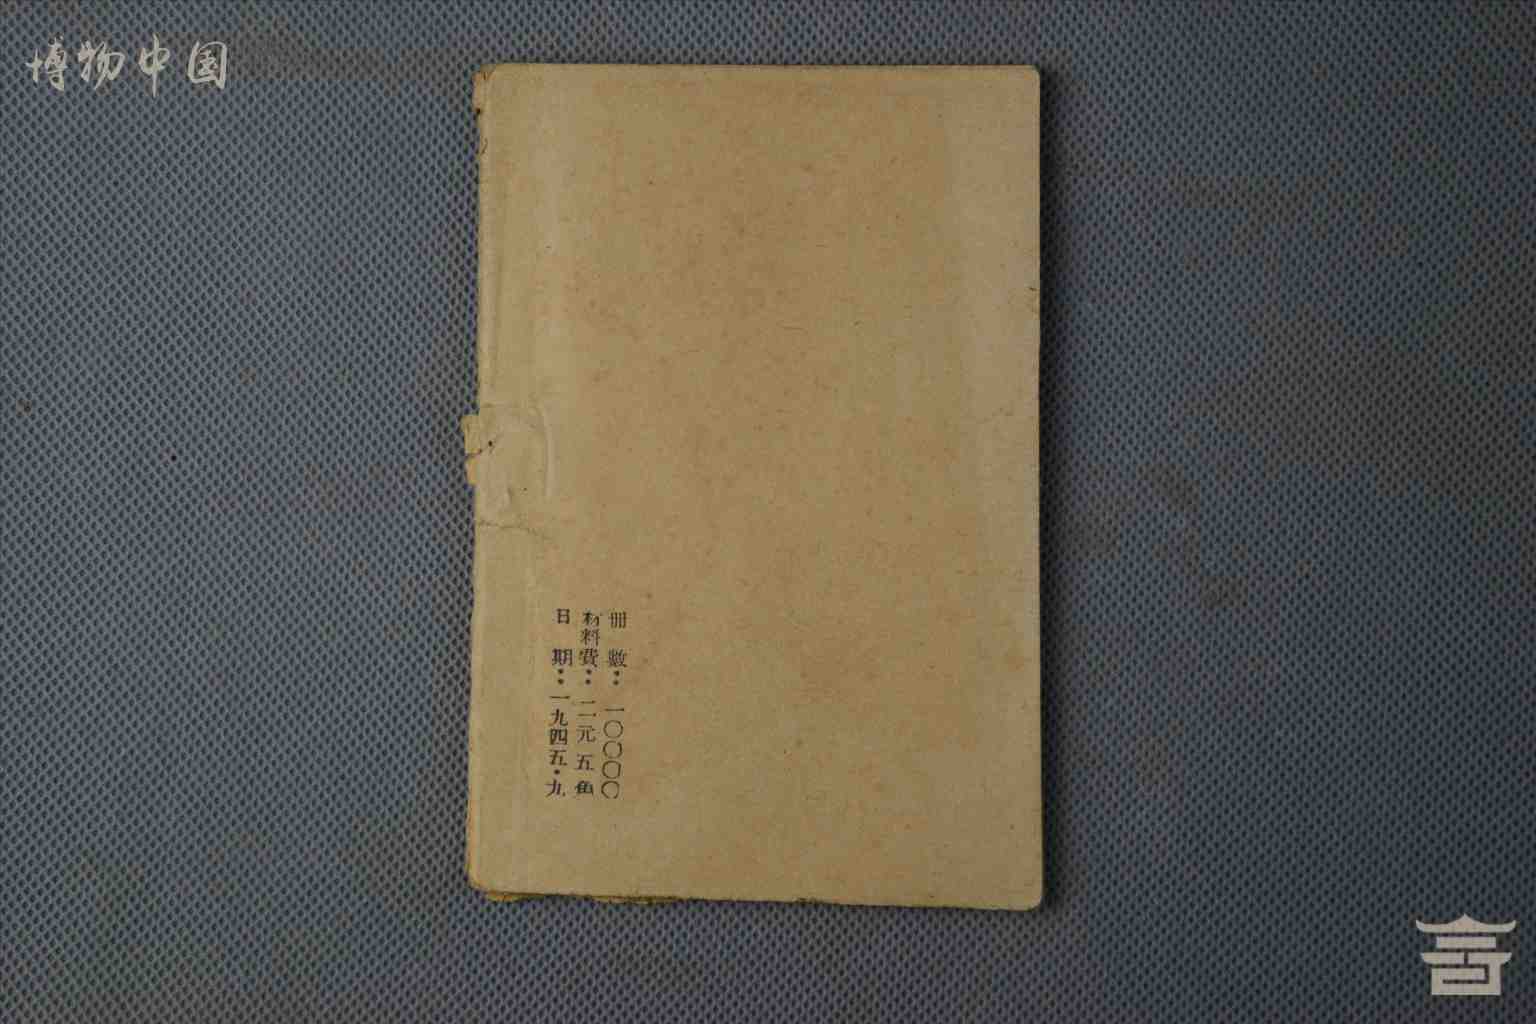 博物中国
冊數：一〇〇〇〇
材料費：二元五角
日期：一九四五·九